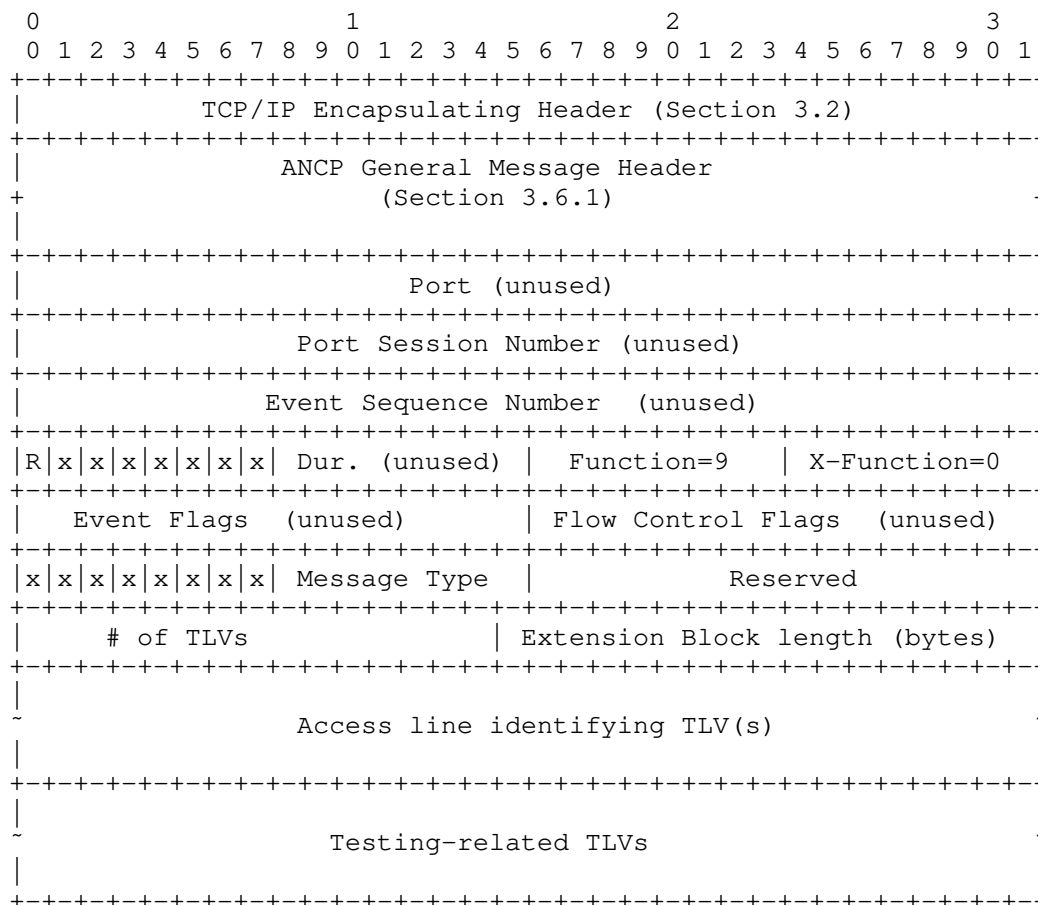 0                   1                   2                   3
0 1 2 3 4 5 6 7 8 9 0 1 2 3 4 5 6 7 8 9 0 1 2 3 4 5 6 7 8 9 0 1
TCP/IP Encapsulating Header (Section 3.2)
ANCP General Message Header
(Section 3.6.1)
Port (unused)
Port Session Number (unused)
Event Sequence Number  (unused)
|R|x|x|x|x|x|x|x| Dur. (unused) |  Function=9   | X-Function=0
|   Event Flags  (unused)       | Flow Control Flags  (unused)
|x|x|x|x|x|x|x|x| Message Type  |           Reserved
|     # of TLVs               | Extension Block length (bytes)
Access line identifying TLV(s)
Testing-related TLVs